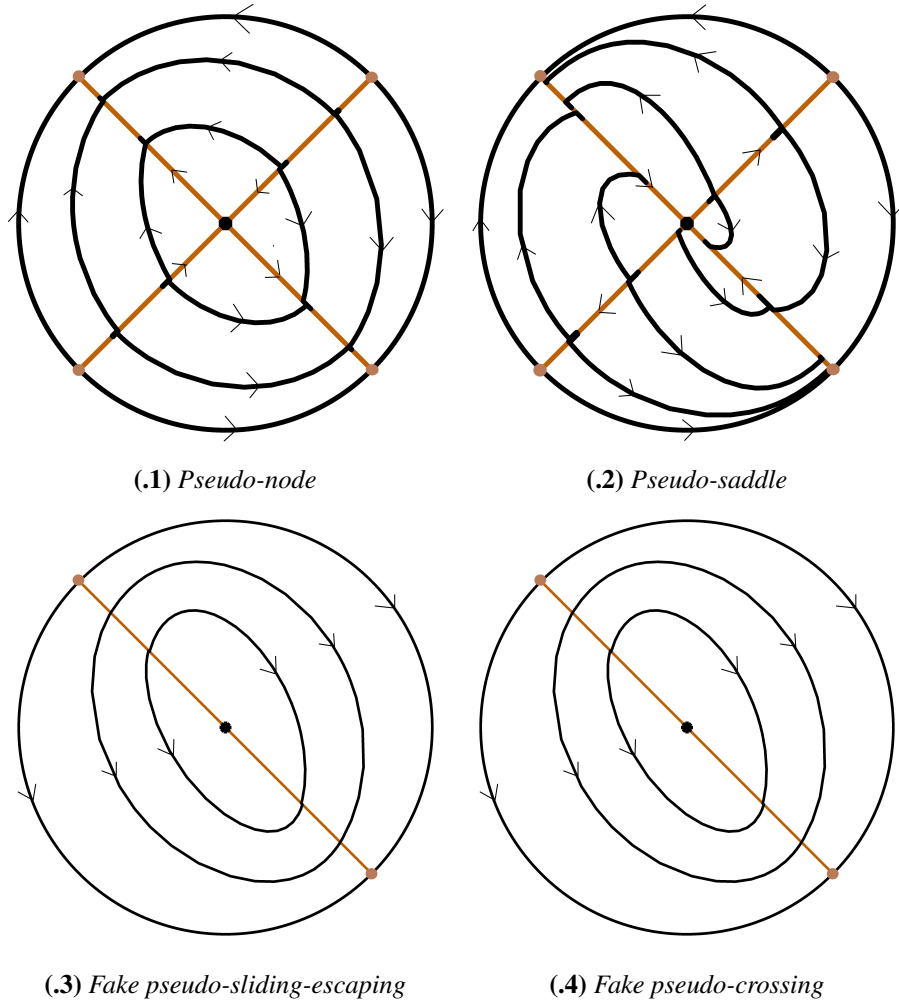 (.1) Pseudo-node
(.2) Pseudo-saddle
(.3) Fake pseudo-sliding-escaping
(.4) Fake pseudo-crossing